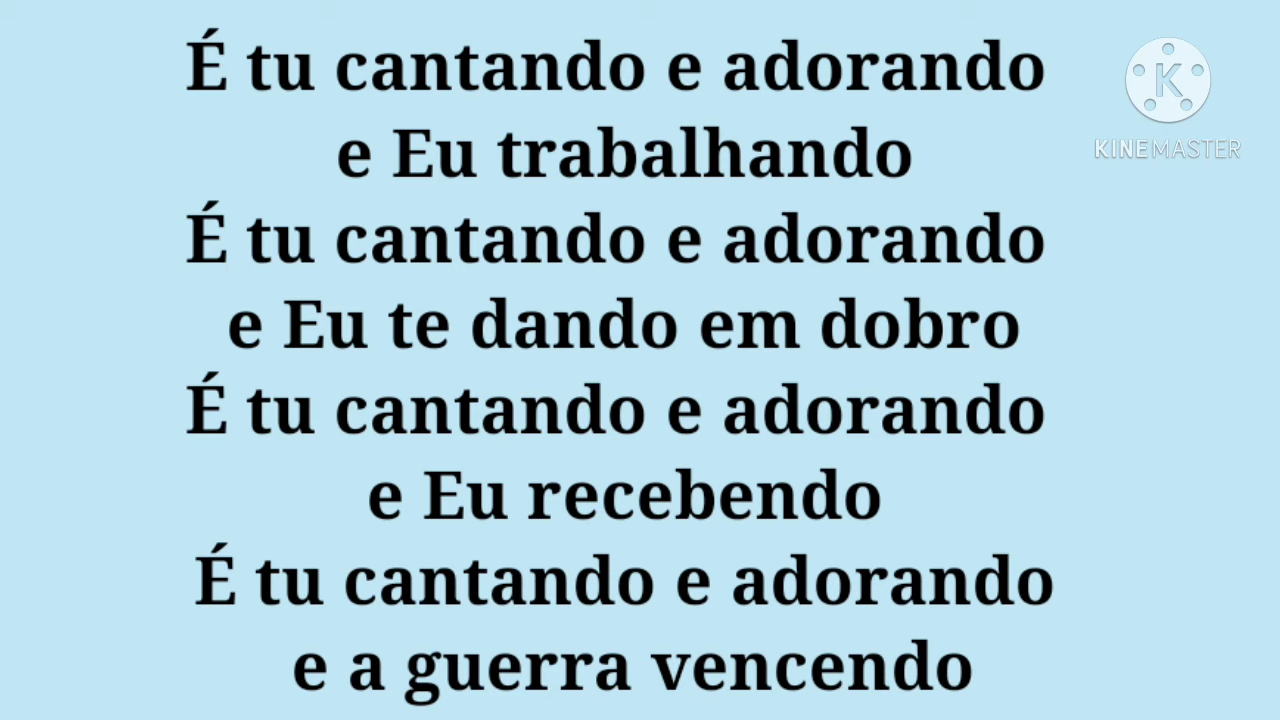 É tu cantando e adorando
e Eu trabalhando
É tu cantando e adorando
e Eu te dando em dobro
É tu cantando e adorando
e Eu recebendo
É tu cantando e adorando
e a guerra vencendo
K
KINEMASTER